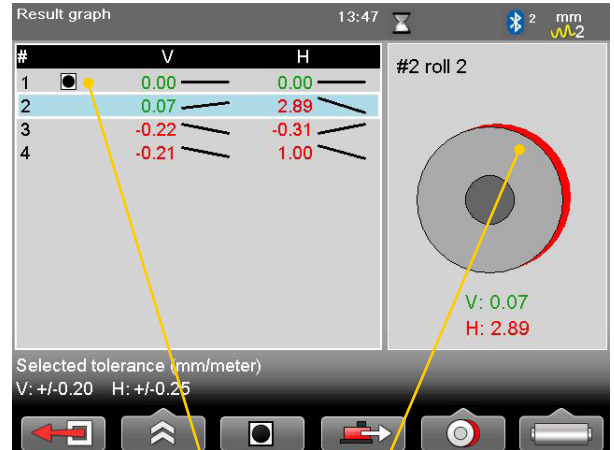 Result graph 13:47 2 mm
2
# V H
1 0.00 0.00
2 0.07 2.89
3 -0.22 -0.31
4 -0.21 1.00
#2 roll 2
V: 0.07
H: 2.89
Selected tolerance (mm/meter)
V: +/-0.20 H: +/-0.25